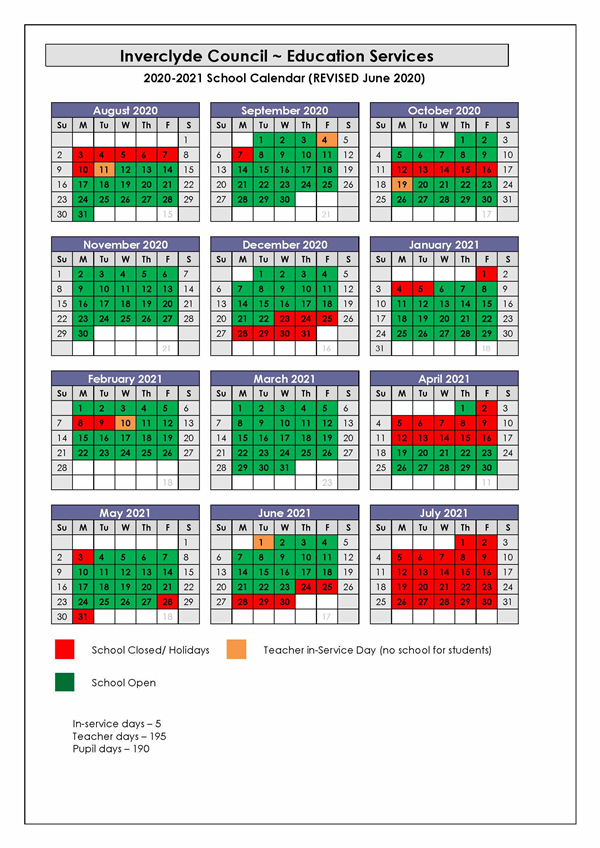 Inverclyde Council ~ Education Services
2020-2021 School Calendar (REVISED June 2020)
August 2020
Su M Tu W Th F S
1
2 3 4 5 6 7 8
9 10 11 12 13 14 15
16 17 18 19 20 21 22
23 24 25 26 27 28 29
30 31 15
September 2020
Su M Tu W Th F S
1 2 3 4 5
6 7 8 9 10 11 12
13 14 15 16 17 18 19
20 21 22 23 24 25 26
27 28 29 30
21
October 2020
Su M Tu W Th F S
1 2 3
4 5 6 7 8 9 10
11 12 13 14 15 16 17
18 19 20 21 22 23 24
25 26 27 28 29 30 31
17
November 2020
Su M Tu W Th F S
1 2 3 4 5 6 7
8 9 10 11 12 13 14
15 16 17 18 19 20 21
22 23 24 25 26 27 28
29 30
21
December 2020
Su M Tu W Th F S
1 2 3 4 5
6 7 8 9 10 11 12
13 14 15 16 17 18 19
20 21 22 23 24 25 26
27 28 29 30 31
16
January 2021
Su M Tu W Th F S
1 2
3 4 5 6 7 8 9
10 11 12 13 14 15 16
17 18 19 20 21 22 23
24 25 26 27 28 29 30
31 18
February 2021
Su M Tu W Th F S
1 2 3 4 5 6
7 8 9 10 11 12 13
14 15 16 17 18 19 20
21 22 23 24 25 26 27
28
18
March 2021
Su M Tu W Th F S
1 2 3 4 5 6
7 8 9 10 11 12 13
14 15 16 17 18 19 20
21 22 23 24 25 26 27
28 29 30 31
23
April 2021
Su M Tu W Th F S
1 2 3
4 5 6 7 8 9 10
11 12 13 14 15 16 17
18 19 20 21 22 23 24
25 26 27 28 29 30
11
May 2021
Su M Tu W Th F S
1
2 3 4 5 6 7 8
9 10 11 12 13 14 15
16 17 18 19 20 21 22
23 24 25 26 27 28 29
30 31 18
June 2021
Su M Tu W Th F S
1 2 3 4 5
6 7 8 9 10 11 12
13 14 15 16 17 18 19
20 21 22 23 24 25 26
27 28 29 30
17
July 2021
Su M Tu W Th F S
1 2 3
4 5 6 7 8 9 10
11 12 13 14 15 16 17
18 19 20 21 22 23 24
25 26 27 28 29 30 31
School Closed/ Holidays
Teacher in-Service Day (no school for students)
School Open
In-service days – 5
Teacher days – 195
Pupil days – 190